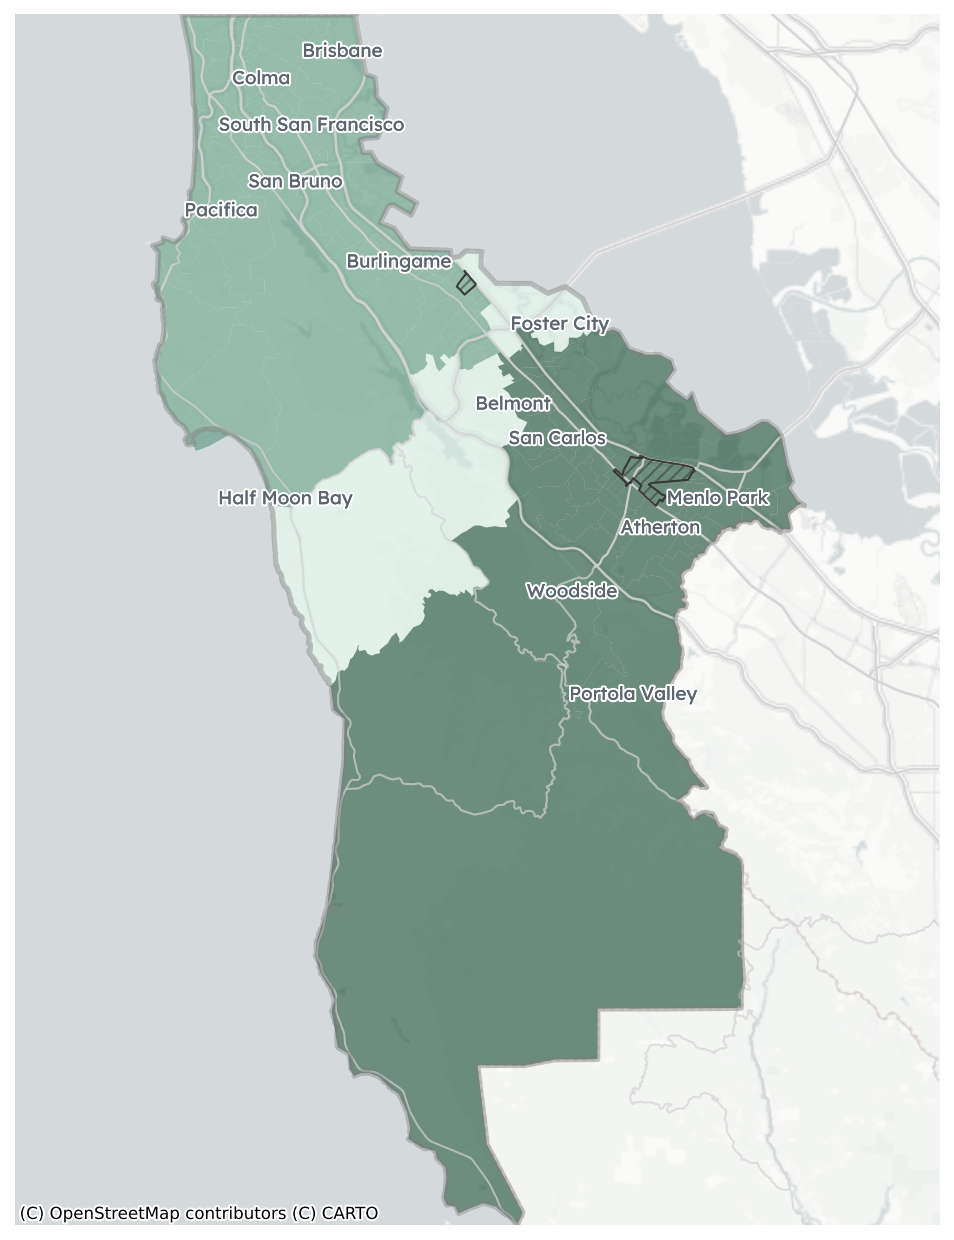 Brisbane
Colma
South San Francisco
San Bruno
Pacifica
Burlingame
Foster City
Belmont
San Carlos
Half Moon Bay
Menlo Park
Atherton
Woodside
Portola Valley
(C) OpenStreetMap contributors (C) CARTO